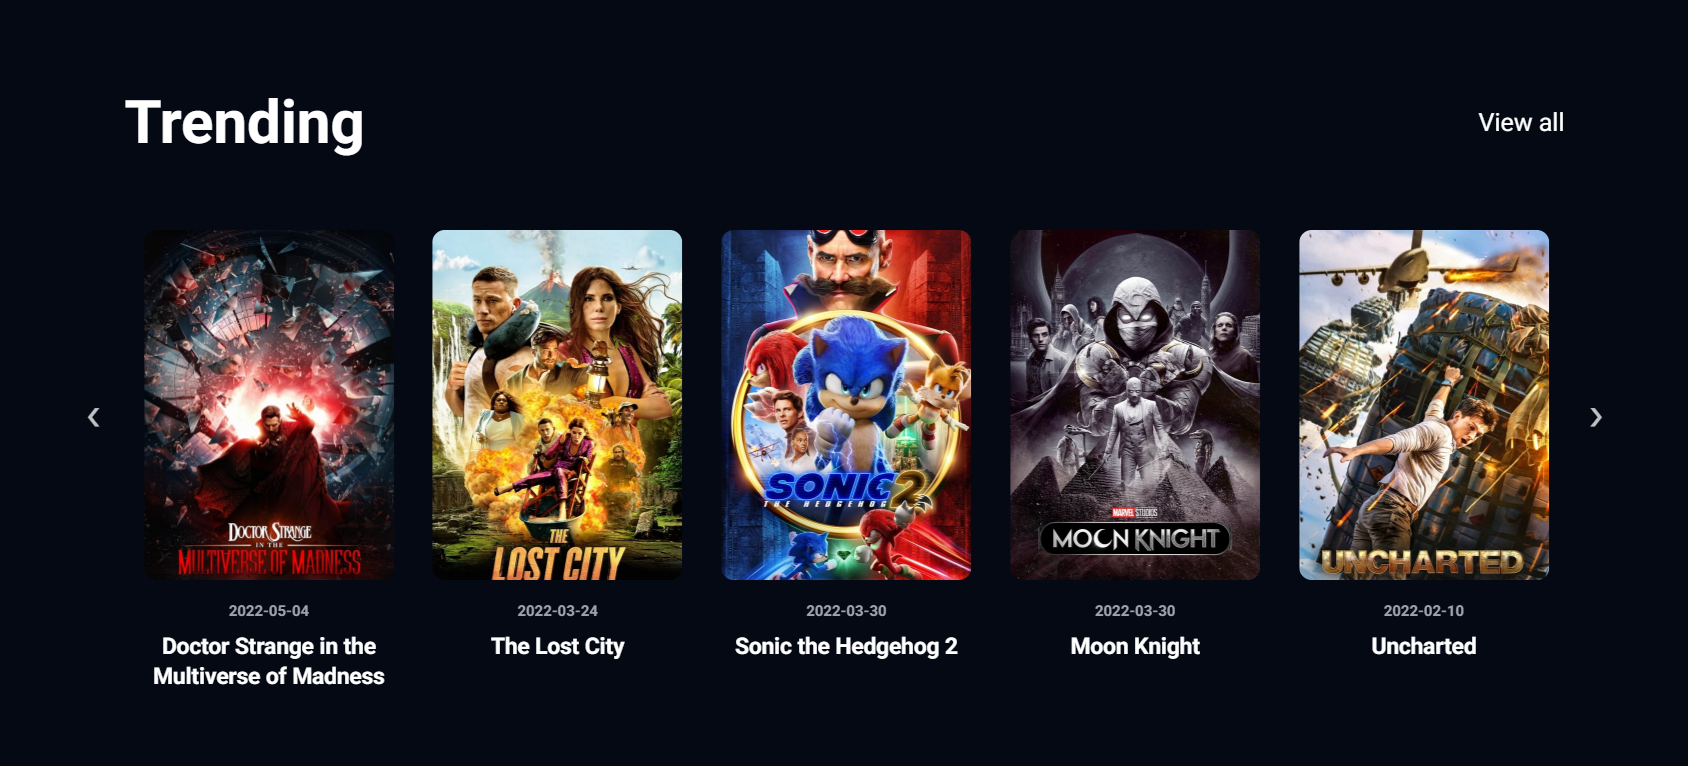 Trending
View all
DOCTOR STRANGE
IN THE
MULTIVERSE OF MADNESS
THE
LOST CITY
SONIC 2
THE HEDGEHOG
MARVEL STUDIOS
MOON KNIGHT
UNCHARTED
2022-05-04
2022-03-24
2022-03-30
2022-03-30
2022-02-10
Doctor Strange in the
Multiverse of Madness
The Lost City
Sonic the Hedgehog 2
Moon Knight
Uncharted